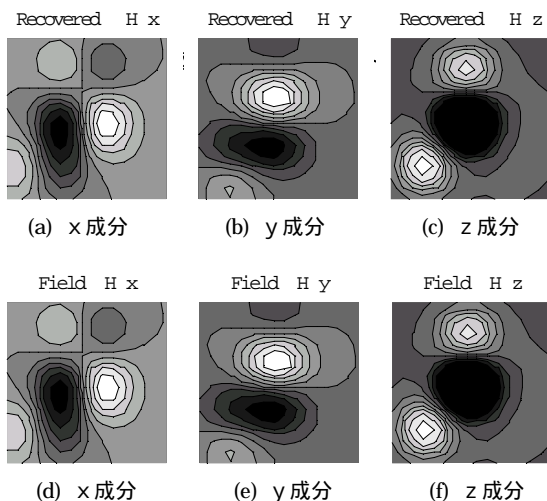 Recovered H x Recovered H y Recovered H z
(a) x 成分 (b) y 成分 (c) z 成分
Field H x Field H y Field H z
(d) x 成分 (e) y 成分 (f) z 成分